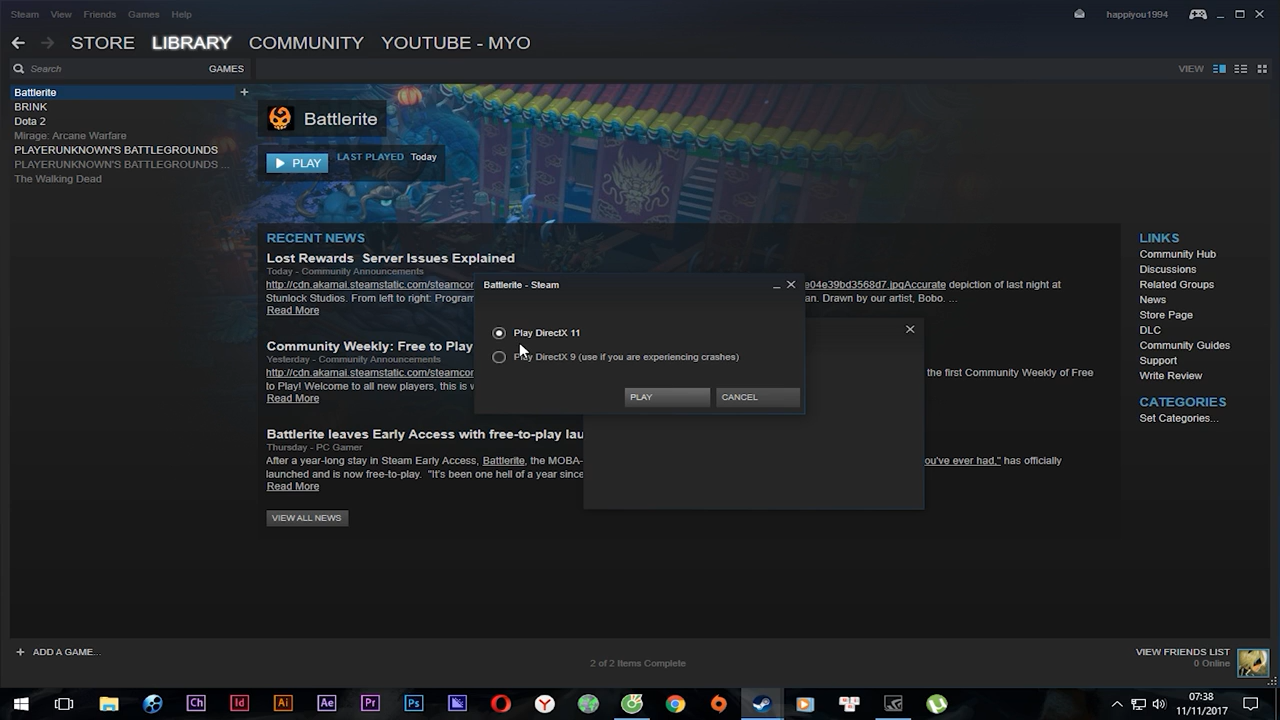 Steam View Friends Games Help
happiyou1994
STORE LIBRARY COMMUNITY YOUTUBE - MYO
Search GAMES
VIEW
Battlerite
BRINK
Dota 2
Mirage: Arcane Warfare
PLAYERUNKNOWN'S BATTLEGROUNDS
PLAYERUNKNOWN'S BATTLEGROUNDS ...
The Walking Dead
Battlerite
PLAY LAST PLAYED Today
RECENT NEWS
Lost Rewards Server Issues Explained
Today - Community Announcements
http://cdn.akamai.steamstatic.com/steamcom e04e39bd3568d7.jpgAccurate depiction of last night at
Stunlock Studios. From left to right: Program an. Drawn by our artist, Bobo. ...
Read More
Community Weekly: Free to Play
Yesterday - Community Announcements
http://cdn.akamai.steamstatic.com/steamcom the first Community Weekly of Free
to Play! Welcome to all new players, this is w
Read More
Battlerite leaves Early Access with free-to-play lau
Thursday - PC Gamer
After a year-long stay in Steam Early Access, Battlerite, the MOBA- ou've ever had," has officially
launched and is now free-to-play. "It's been one hell of a year since
Read More
VIEW ALL NEWS
Battlerite - Steam
Play DirectX 11
Play DirectX 9 (use if you are experiencing crashes)
PLAY CANCEL
LINKS
Community Hub
Discussions
Related Groups
News
Store Page
DLC
Community Guides
Support
Write Review
CATEGORIES
Set Categories...
ADD A GAME...
2 of 2 Items Complete
VIEW FRIENDS LIST
0 Online
Ch Id Ai Ae Pr Ps
07:38
11/11/2017